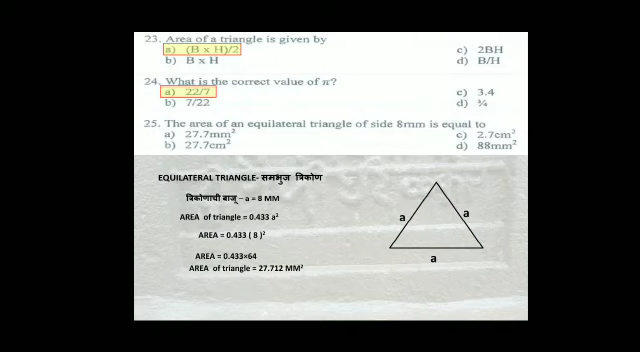 23. Area of a triangle is given by
a) (B x H)/2 c) 2BH
b) B x H d) B/H
24. What is the correct value of π?
a) 22/7 c) 3.4
b) 7/22 d) ¾
25. The area of an equilateral triangle of side 8mm is equal to
a) 27.7mm² c) 2.7cm²
b) 27.7cm² d) 88mm²
EQUILATERAL TRIANGLE- समभुज त्रिकोण
त्रिकोणाची बाजू – a = 8 MM
AREA of triangle = 0.433 a²
AREA = 0.433 ( 8 )²
AREA = 0.433×64
AREA of triangle = 27.712 MM²
a a
a